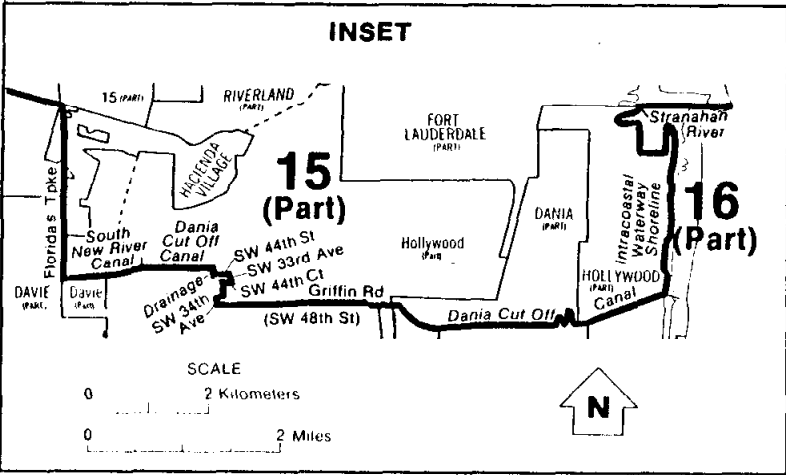 INSET
15 (PART)
RIVERLAND
(PART)
HACIENDA
VILLAGE
15
(Part)
FORT
LAUDERDALE
(PART)
Stranahan
River
Florida's Tpke
South
New River
Canal
Dania
Cut Off
Canal
SW 44th St
SW 33rd Ave
SW 44th Ct
Drainage
SW 34th
Ave
Griffin Rd
(SW 48th St)
Hollywood
(Part)
DANIA
(PART)
Intracoastal
Waterway
Shoreline
16
(Part)
HOLLYWOOD
(PART)
Canal
Dania Cut Off
DAVIE
(PART)
Davie
(Part)
SCALE
0 2 Kilometers
0 2 Miles
N